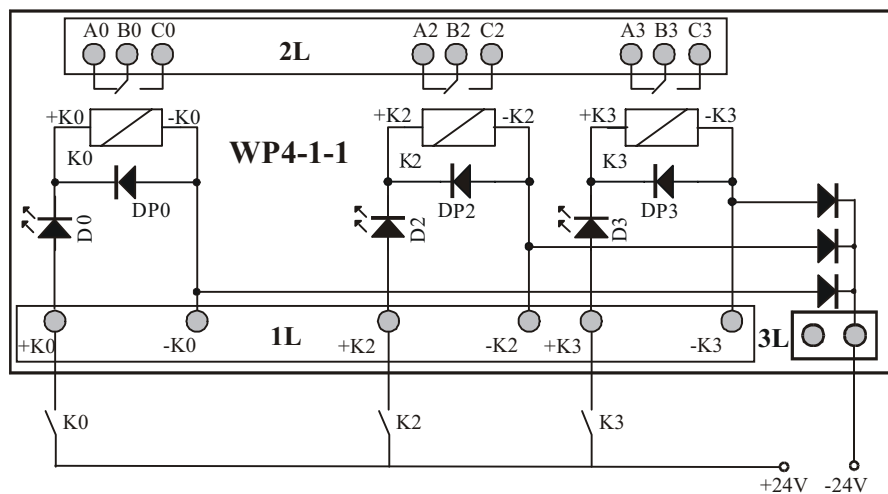 A0 B0 C0 A2 B2 C2 A3 B3 C3
2L
+K0 -K0 +K2 -K2 +K3 -K3
WP4-1-1
K0 K2 K3
DP0 DP2 DP3
D0 D2 D3
+K0 -K0 1L +K2 -K2 +K3 -K3 3L
K0 K2 K3
+24V -24V